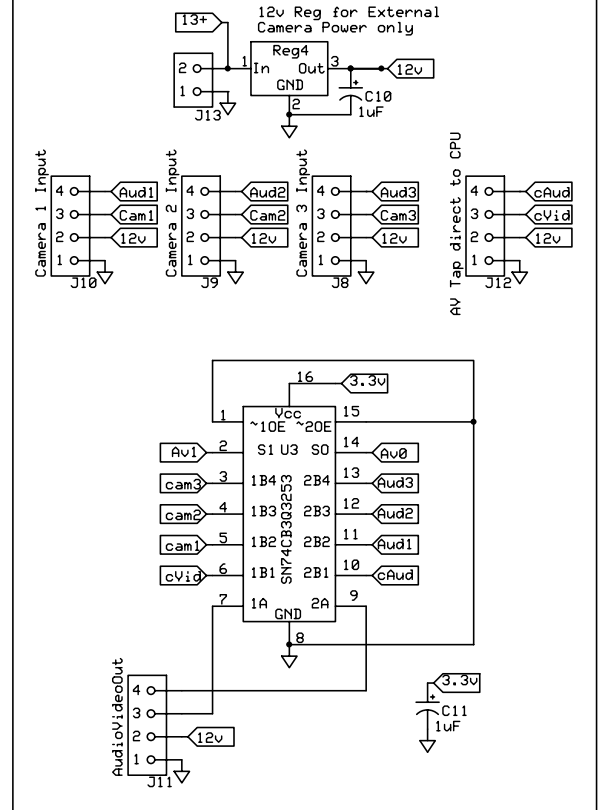 12v Reg for External
Camera Power only
13+
Reg4
2
1
In
Out
3
12v
GND
1
2
C10
1uF
J13
Camera 1 Input
4
Aud1
3
Cam1
2
12v
1
J10
Camera 2 Input
4
Aud2
3
Cam2
2
12v
1
J9
Camera 3 Input
4
Aud3
3
Cam3
2
12v
1
J8
AV Tap direct to CPU
4
cAud
3
cVid
2
12v
1
J12
16
3.3v
1
Vcc
15
~1OE
~2OE
Av1
2
S1
U3
S0
14
Av0
cam3
3
1B4
2B4
13
Aud3
cam2
4
1B3
2B3
12
Aud2
cam1
5
1B2
2B2
11
Aud1
cVid
6
1B1
2B1
10
cAud
SN74CB3Q3253
7
1A
2A
9
GND
8
AudioVideoOut
4
3
2
12v
1
J11
3.3v
C11
1uF